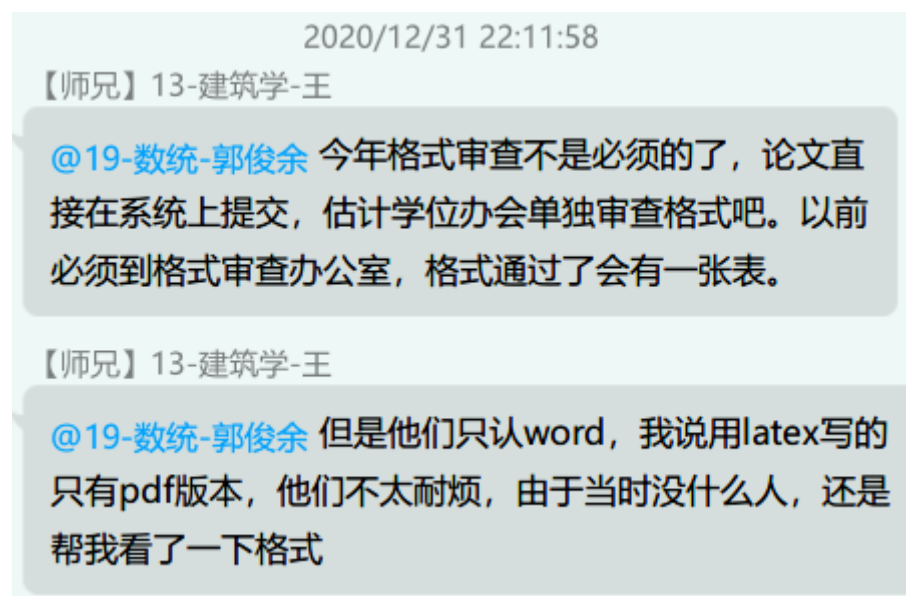 2020/12/31 22:11:58
【师兄】13-建筑学-王
@19-数统-郭俊余 今年格式审查不是必须的了，论文直
接在系统上提交，估计学位办会单独审查格式吧。以前
必须到格式审查办公室，格式通过了会有一张表。
【师兄】13-建筑学-王
@19-数统-郭俊余 但是他们只认word，我说用latex写的
只有pdf版本，他们不太耐烦，由于当时没什么人，还是
帮我看了一下格式